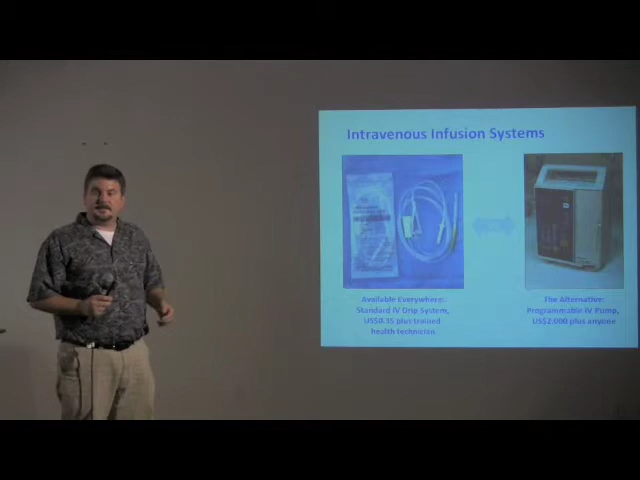 Intravenous Infusion Systems
Available Everywhere:
Standard IV Drip System,
US$0.15 plus trained
health technician
The Alternative:
Programmable IV Pump,
US$2,000 plus anyone